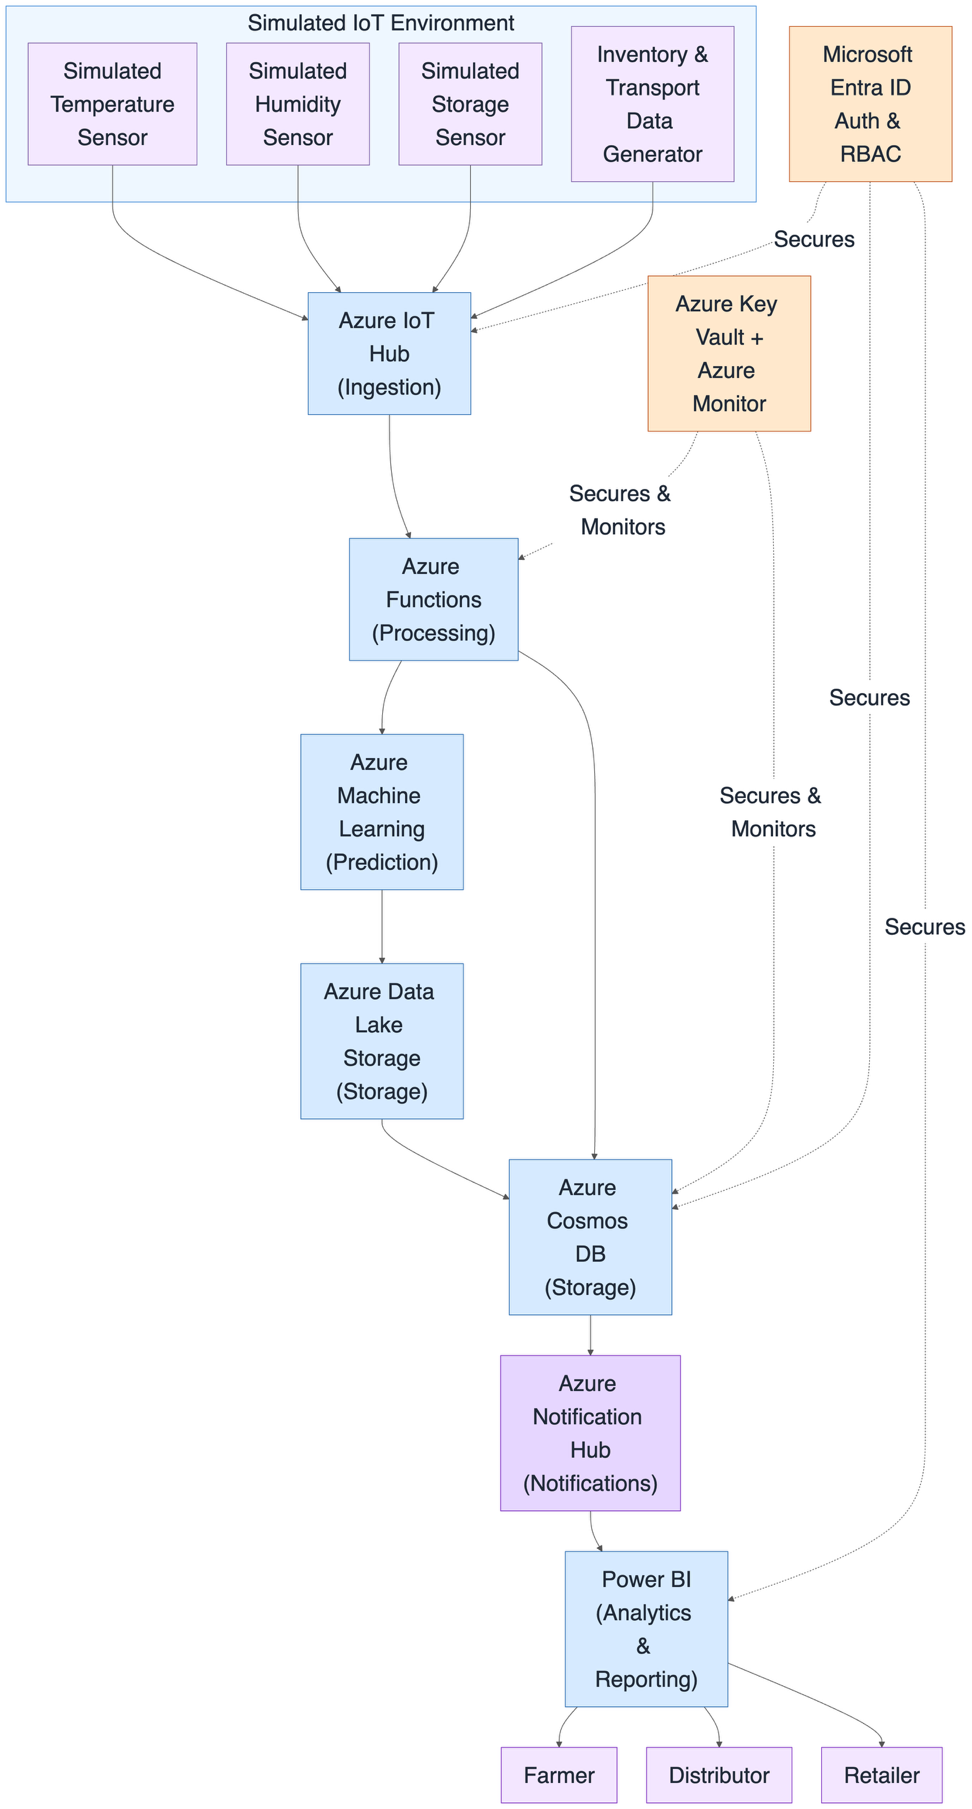 Simulated IoT Environment
Simulated
Temperature
Sensor
Simulated
Humidity
Sensor
Simulated
Storage
Sensor
Inventory &
Transport
Data
Generator
Microsoft
Entra ID
Auth &
RBAC
Secures
Azure IoT
Hub
(Ingestion)
Azure Key
Vault +
Azure
Monitor
Secures &
Monitors
Azure
Functions
(Processing)
Secures
Azure
Machine
Learning
(Prediction)
Secures &
Monitors
Secures
Azure Data
Lake
Storage
(Storage)
Azure
Cosmos
DB
(Storage)
Azure
Notification
Hub
(Notifications)
Power BI
(Analytics
&
Reporting)
Farmer
Distributor
Retailer